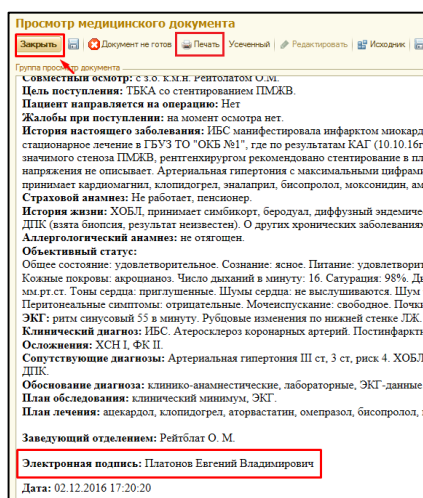 Просмотр медицинского документа
Закрыть Документ не готов Печать Усеченный Редактировать Исходник
Группа просмотр документа
Совместный осмотр: с з.о. к.м.н. Рейтблатом О.М.
Цель поступления: ТБКА со стентированием ПМЖВ.
Пациент направляется на операцию: Нет
Жалобы при поступлении: на момент осмотра нет.
История настоящего заболевания: ИБС манифестировала инфарктом миокард
стационарное лечение в ГБУЗ ТО "ОКБ №1", где по результатам КАГ (10.10.16г
значимого стеноза ПМЖВ, рентгенхирургом рекомендовано стентирование в пл
напряжения не описывает. Артериальная гипертония с максимальными цифрами
принимает кардиомагнил, клопидогрел, эналаприл, бисопролол, моксонидин, ам
Страховой анамнез: Не работает, пенсионер.
История жизни: ХОБЛ, принимает симбикорт, беродуал, диффузный эндемичес
ДПК (взята биопсия, результат неизвестен). О других хронических заболеваниях
Аллергологический анамнез: не отягощен.
Объективный статус:
Общее состояние: удовлетворительное. Сознание: ясное. Питание: удовлетворит
Кожные покровы: акроцианоз. Число дыханий в минуту: 16. Сатурация: 98%. Ды
мм.рт.ст. Тоны сердца: приглушенные. Шумы сердца: не выслушиваются. Шум
Перитонеальные симптомы: отрицательные. Мочеиспускание: свободное. Почки
ЭКГ: ритм синусовый 55 в минуту. Рубцовые изменения по нижней стенке ЛЖ.
Клинический диагноз: ИБС. Атеросклероз коронарных артерий. Постинфаркт
Осложнения: ХСН I, ФК II.
Сопутствующие диагнозы: Артериальная гипертония III ст, 3 ст, риск 4. ХОБЛ
ДПК.
Обоснование диагноза: клинико-анамнестические, лабораторные, ЭКГ-данные
План обследования: клинический минимум, ЭКГ.
План лечения: ацекардол, клопидогрел, аторвастатин, омепразол, бисопролол,
Заведующий отделением: Рейтблат О. М.
Электронная подпись: Платонов Евгений Владимирович
Дата: 02.12.2016 17:20:20